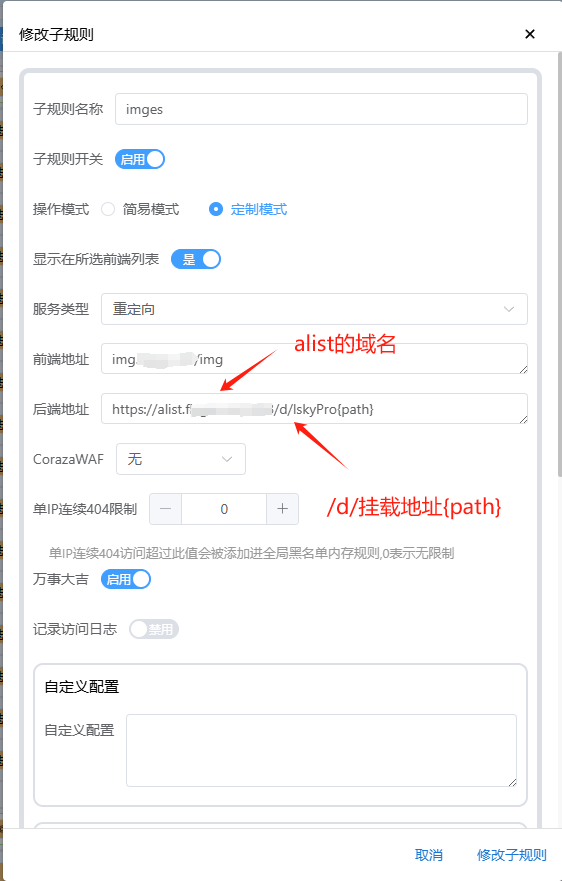 修改子规则
子规则名称 imges
子规则开关 启用
操作模式 简易模式 定制模式
显示在所选前端列表 是
服务类型 重定向
alist的域名
前端地址 img. /img
后端地址 https://alist.f /d/lskyPro{path}
CorazaWAF 无
单IP连续404限制 0
/d/挂载地址{path}
单IP连续404访问超过此值会被添加进全局黑名单内存规则,0表示无限制
万事大吉 启用
记录访问日志 禁用
自定义配置
自定义配置
取消 修改子规则